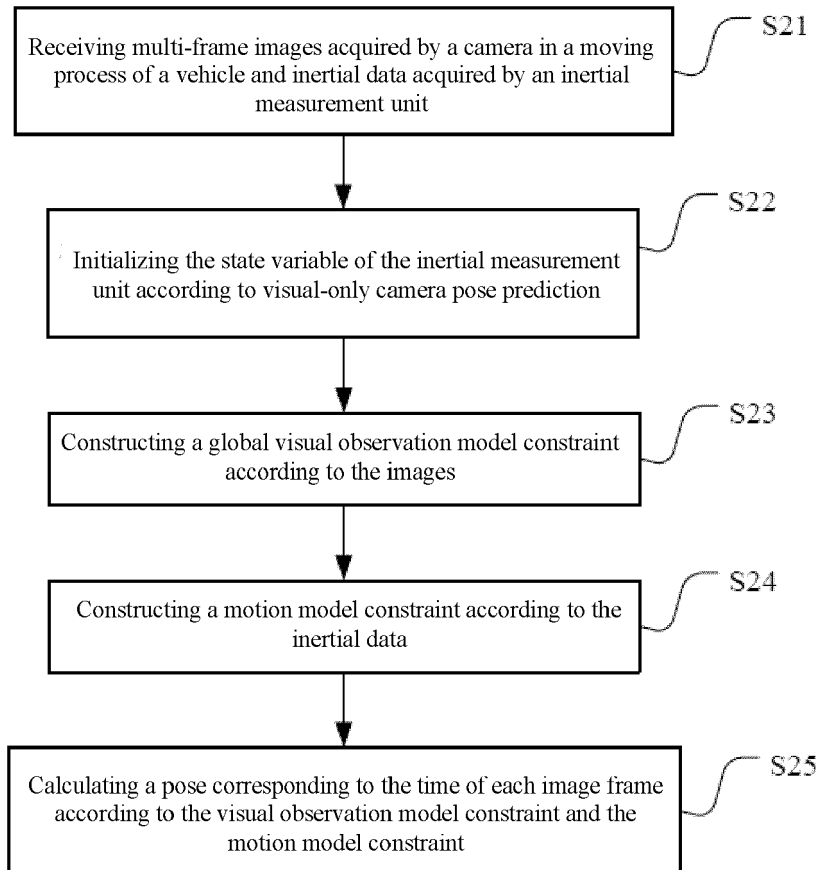 Receiving multi-frame images acquired by a camera in a moving
process of a vehicle and inertial data acquired by an inertial
measurement unit
S21
Initializing the state variable of the inertial measurement
unit according to visual-only camera pose prediction
S22
Constructing a global visual observation model constraint
according to the images
S23
Constructing a motion model constraint according to the
inertial data
S24
Calculating a pose corresponding to the time of each image frame
according to the visual observation model constraint and the
motion model constraint
S25